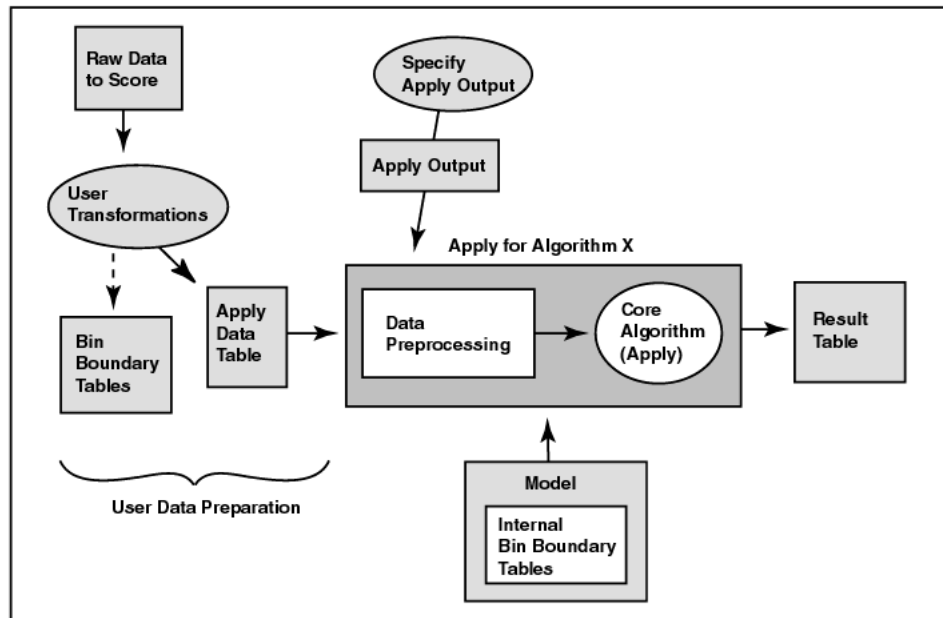 Raw Data
to Score
Specify
Apply Output
Apply Output
User
Transformations
Apply for Algorithm X
Bin
Boundary
Tables
Apply
Data
Table
Data
Preprocessing
Core
Algorithm
(Apply)
Result
Table
User Data Preparation
Model
Internal
Bin Boundary
Tables